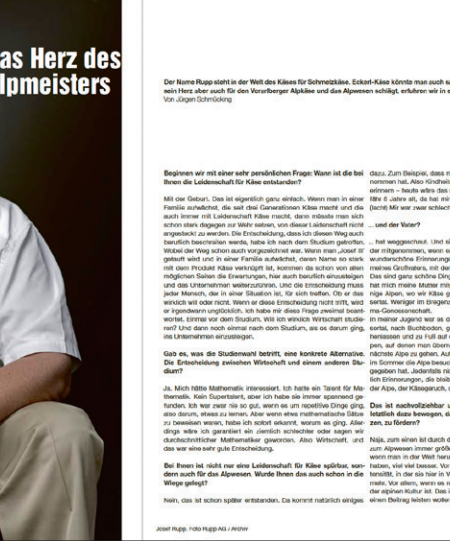 as Herz des
lpmeisters
Der Name Rupp steht in der Welt des Käses für Schmelzkäse. Eckerl-Käse könnte man auch sa
sein Herz aber auch für den Vorarlberger Alpkäse und das Alpwesen schlägt, erfuhren wir in e
Von Jürgen Schmücking
Beginnen wir mit einer sehr persönlichen Frage: Wann ist die bei
Ihnen die Leidenschaft für Käse entstanden?
Mit der Geburt. Das ist eigentlich ganz einfach. Wenn man in einer
Familie aufwächst, die seit drei Generationen Käse macht und die
auch immer mit Leidenschaft Käse macht, dann müsste man sich
schon stark dagegen zur Wehr setzen, von dieser Leidenschaft nicht
angesteckt zu werden. Die Entscheidung, dass ich diesen Weg auch
beruflich beschreiten werde, habe ich nach dem Studium getroffen.
Wobei der Weg schon auch vorgezeichnet war. Wenn man „Josef III“
getauft wird und in einer Familie aufwächst, deren Name so stark
mit dem Produkt Käse verknüpft ist, kommen da schon von allen
möglichen Seiten die Erwartungen, hier auch beruflich einzusteigen
und das Unternehmen weiterzuführen. Und die Entscheidung muss
jeder Mensch, der in einer Situation ist, für sich treffen. Ob er das
wirklich will oder nicht. Wenn er diese Entscheidung nicht trifft, wird
er irgendwann unglücklich. Ich habe mir diese Frage zweimal beant-
wortet. Einmal vor dem Studium. Will ich wirklich Wirtschaft studie-
ren? Und dann noch einmal nach dem Studium, als es darum ging,
ins Unternehmen einzusteigen.
Gab es, was die Studienwahl betrifft, eine konkrete Alternative.
Die Entscheidung zwischen Wirtschaft und einem anderen Stu-
dium?
Ja. Mich hätte Mathematik interessiert. Ich hatte ein Talent für Ma-
thematik. Kein Supertalent, aber ich habe sie immer spannend ge-
funden. Ich war zwar nie so gut, wenn es um repetitive Dinge ging,
also darum, etwas zu lernen. Aber wenn etwas mathematische Sätze
zu beweisen waren, habe ich sofort erkannt, worum es ging. Aller-
dings wäre ich garantiert ein ziemlich schlechter oder sagen wir
durchschnittlicher Mathematiker geworden. Also Wirtschaft, und
das war eine sehr gute Entscheidung.
Bei Ihnen ist nicht nur eine Leidenschaft für Käse spürbar, son-
dern auch für das Alpwesen. Wurde Ihnen das auch schon in die
Wiege gelegt?
Nein, das ist schon später entstanden. Da kommt natürlich einiges
dazu. Zum Beispiel, dass m
nommen hat. Also Kindheits
erinnern – heute wäre das
fähr 6 Jahre alt, da hat mi
(lacht) Mir war zwar schlecht
... und der Vater?
... hat weggeschaut. Und si
der mitgenommen, wenn e
wunderschöne Erinnerunge
meines Großvaters, mit der
Das sind ganz schöne Ding
hat mich meine Mutter mit
nige Alpen, wo wir Käse g
sertal. Weniger im Bregenz
ma-Genossenschaft.
In meiner Jugend war es da
sertal, nach Buchboden, g
henlassen und zu Fuß auf
pen, auf denen man übern
nächste Alpe zu gehen. Auf
im Sommer die Alpe besuc
gegeben hat. Jedenfalls sin
lich Erinnerungen, die bleib
der Alpe, der Käsegeruch, d
Das ist nachvollziehbar
letztlich dazu bewogen, d
zen, zu fördern?
Naja, zum einen ist durch d
zum Alpwesen immer größe
wenn man in der Welt heru
haben, viel viel besser. Vor
tensität, in der sie hier in V
mehr. Vor allem, wenn es
der alpinen Kultur ist. Das i
einen Beitrag leisten wollen
Josef Rupp. Foto Rupp AG / Archiv